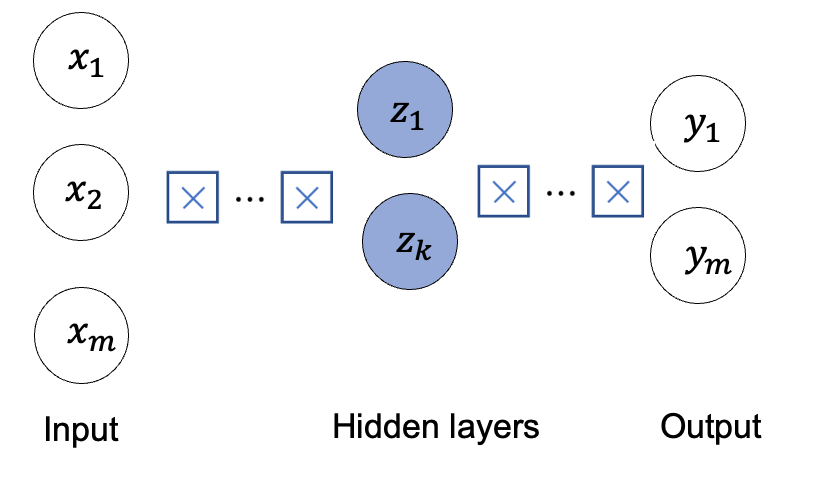 x₁
x₂
xₘ
× ... ×
z₁
zₖ
× ... ×
y₁
yₘ
Input
Hidden layers
Output